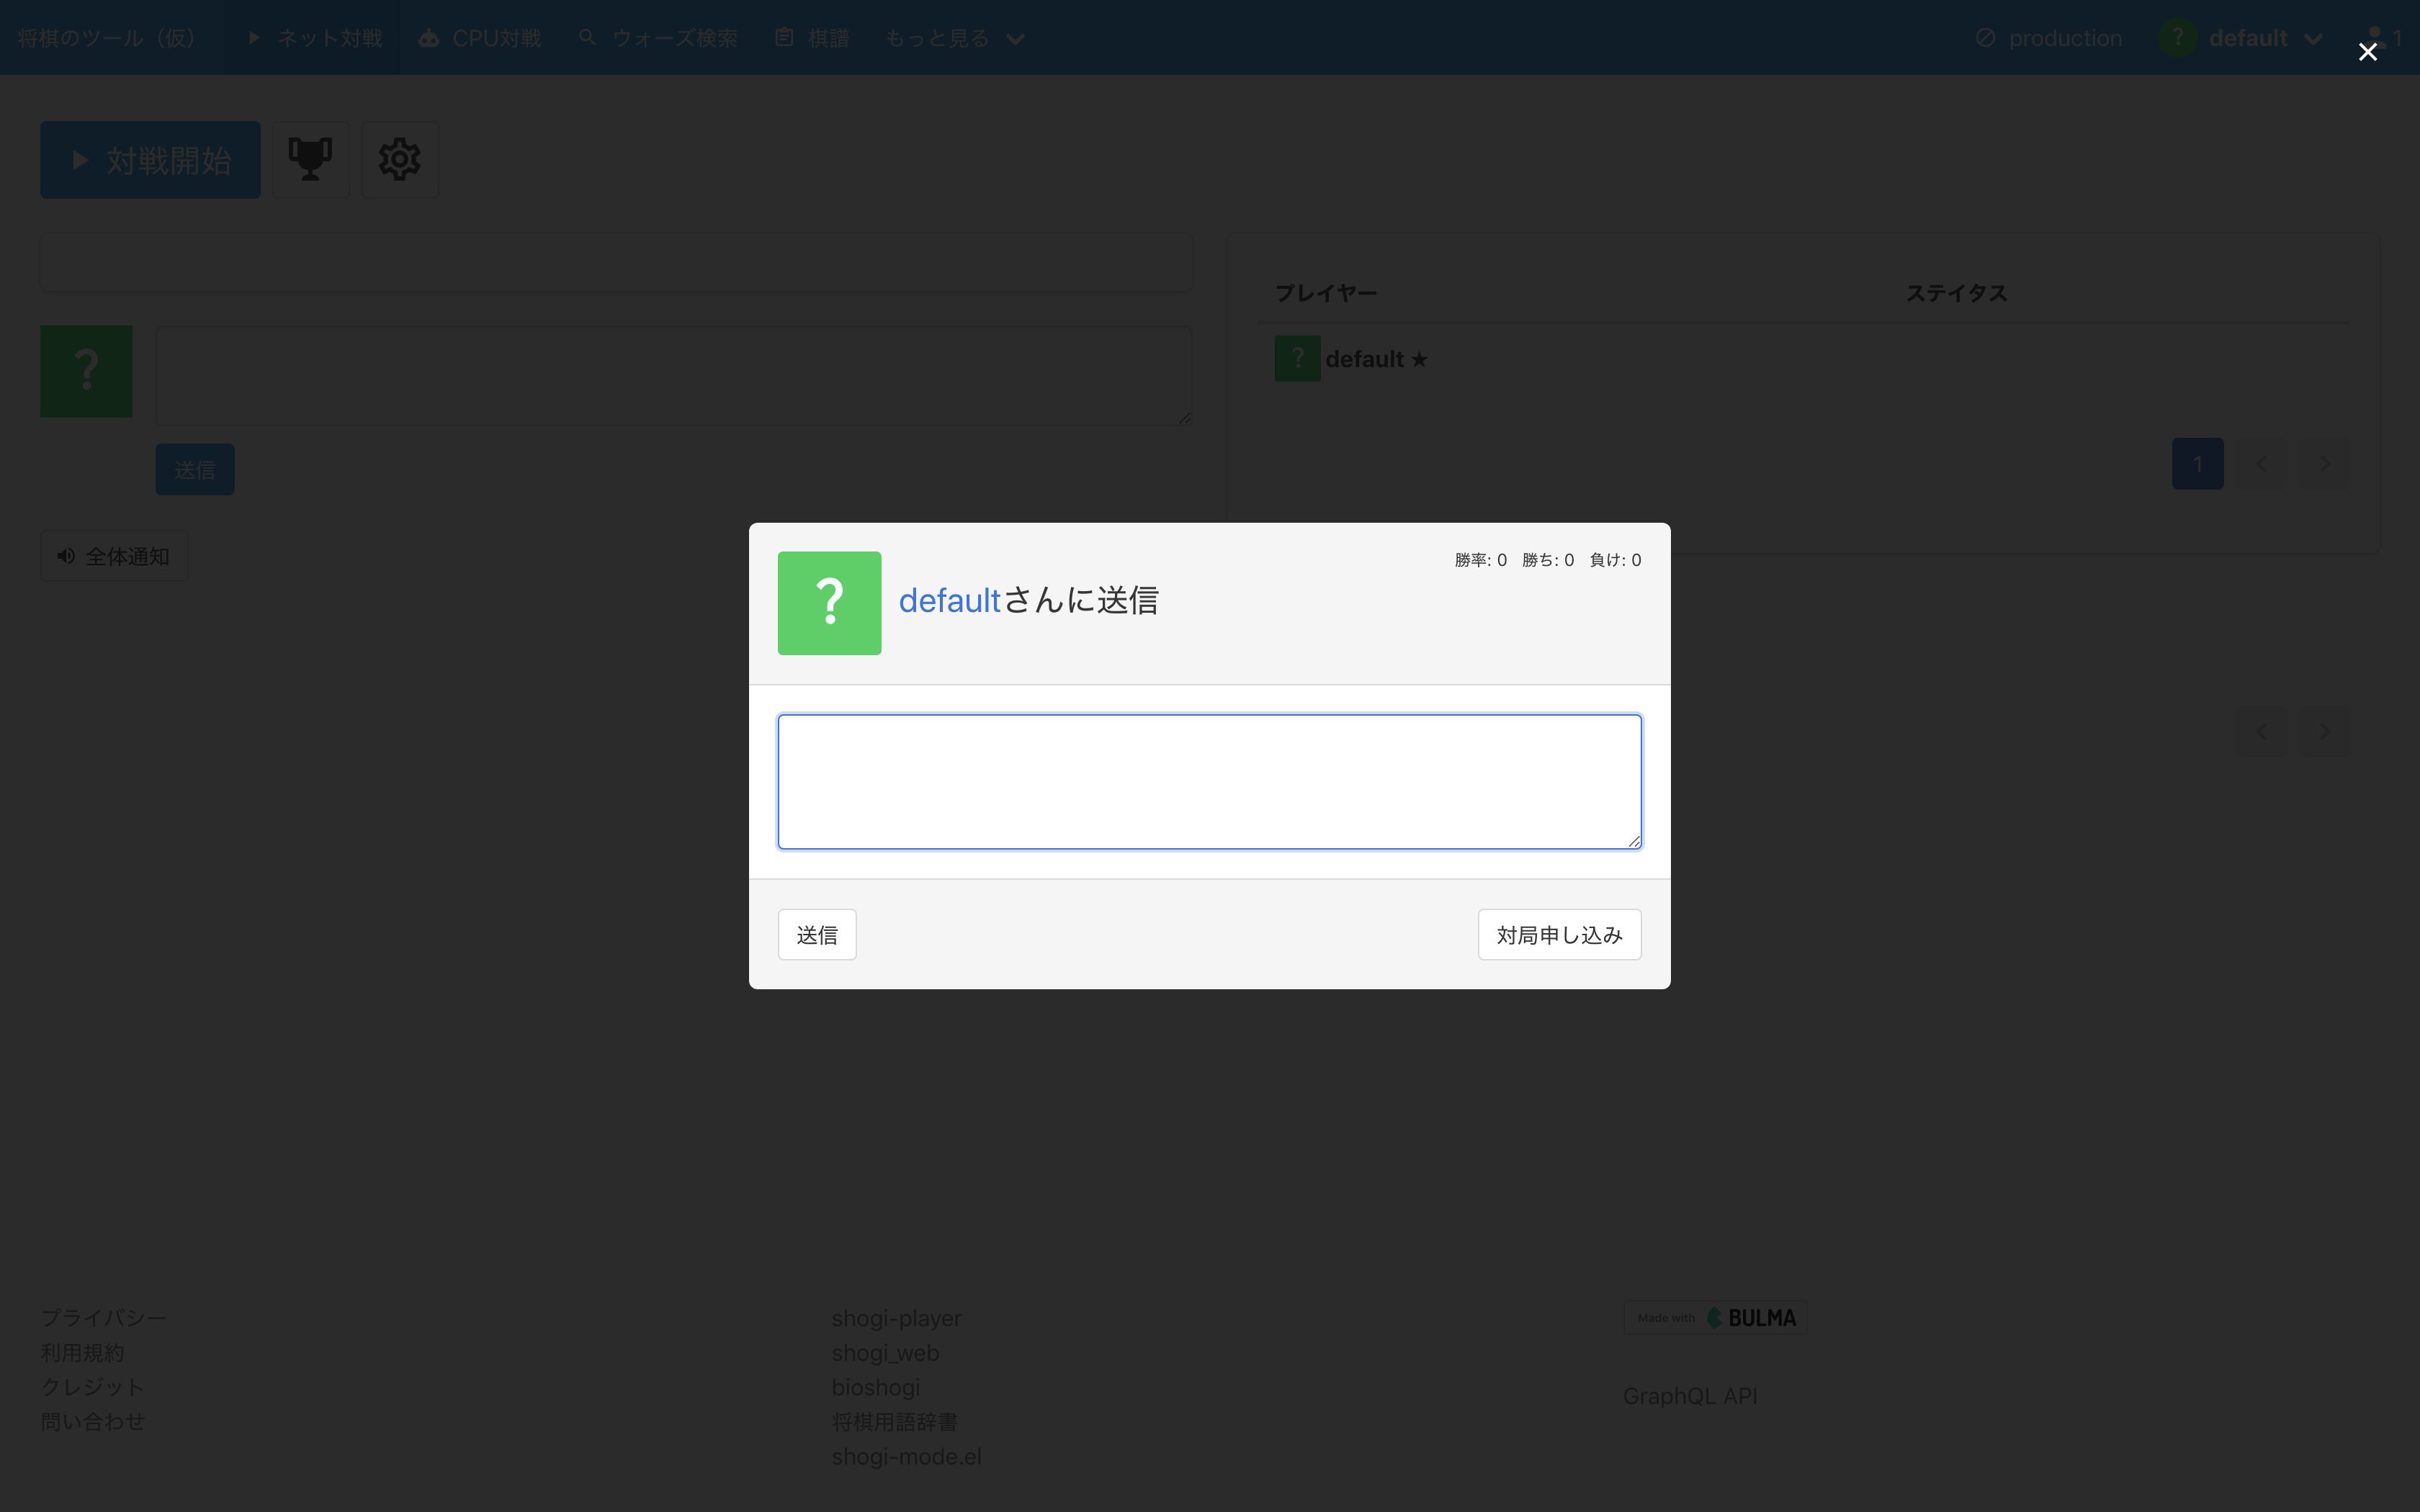 将棋のツール（仮） ネット対戦 CPU対戦 ウォーズ検索 棋譜 もっと見る production ? default 1
対戦開始
プレイヤー ステイタス
? default ★
?
1
送信
全体通知
勝率: 0 勝ち: 0 負け: 0
? defaultさんに送信
送信 対局申し込み
プライバシー
利用規約
クレジット
問い合わせ
shogi-player
shogi_web
bioshogi
将棋用語辞書
shogi-mode.el
Made with BULMA
GraphQL API